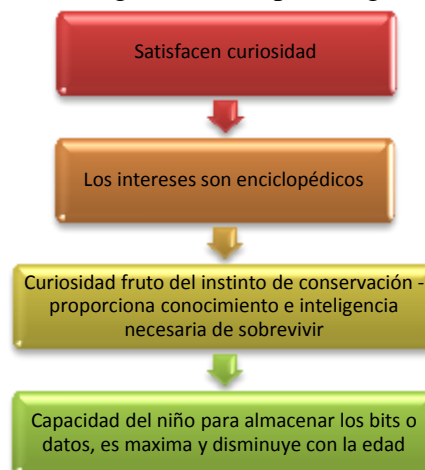 Satisfacen curiosidad
Los intereses son enciclopédicos
Curiosidad fruto del instinto de conservación -
proporciona conocimiento e inteligencia
necesaria de sobrevivir
Capacidad del niño para almacenar los bits o
datos, es maxima y disminuye con la edad